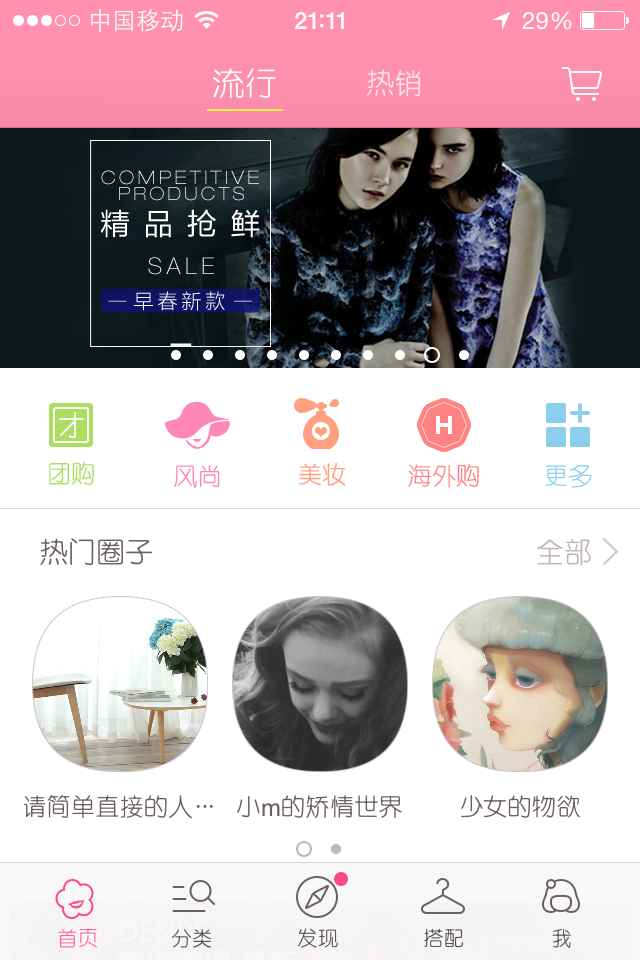 中国移动 21:11 29%
流行 热销
COMPETITIVE
PRODUCTS
精品抢鲜
SALE
早春新款
团
H
团购 风尚 美妆 海外购 更多
热门圈子 全部
请简单直接的人… 小m的矫情世界 少女的物欲
首页 分类 发现 搭配 我